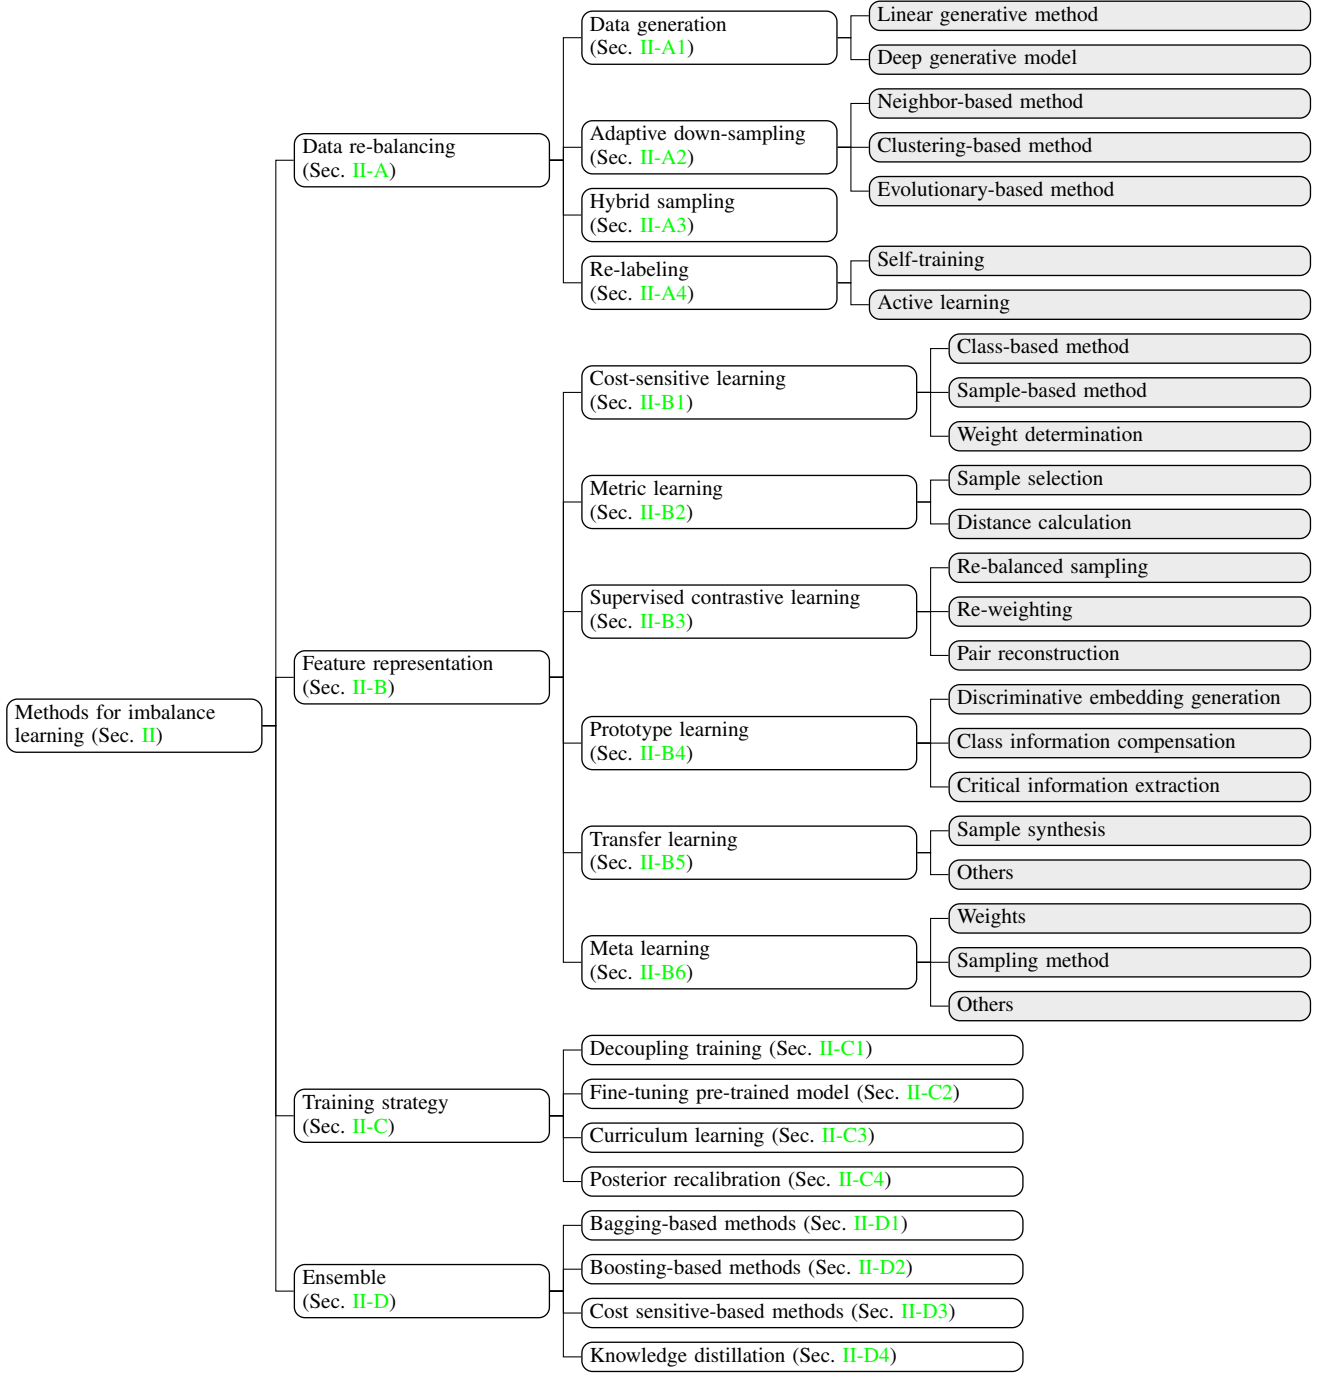 Methods for imbalance
learning (Sec. II)
Data re-balancing
(Sec. II-A)
Data generation
(Sec. II-A1)
Linear generative method
Deep generative model
Adaptive down-sampling
(Sec. II-A2)
Neighbor-based method
Clustering-based method
Evolutionary-based method
Hybrid sampling
(Sec. II-A3)
Re-labeling
(Sec. II-A4)
Self-training
Active learning
Feature representation
(Sec. II-B)
Cost-sensitive learning
(Sec. II-B1)
Class-based method
Sample-based method
Weight determination
Metric learning
(Sec. II-B2)
Sample selection
Distance calculation
Supervised contrastive learning
(Sec. II-B3)
Re-balanced sampling
Re-weighting
Pair reconstruction
Prototype learning
(Sec. II-B4)
Discriminative embedding generation
Class information compensation
Critical information extraction
Transfer learning
(Sec. II-B5)
Sample synthesis
Others
Meta learning
(Sec. II-B6)
Weights
Sampling method
Others
Training strategy
(Sec. II-C)
Decoupling training (Sec. II-C1)
Fine-tuning pre-trained model (Sec. II-C2)
Curriculum learning (Sec. II-C3)
Posterior recalibration (Sec. II-C4)
Ensemble
(Sec. II-D)
Bagging-based methods (Sec. II-D1)
Boosting-based methods (Sec. II-D2)
Cost sensitive-based methods (Sec. II-D3)
Knowledge distillation (Sec. II-D4)